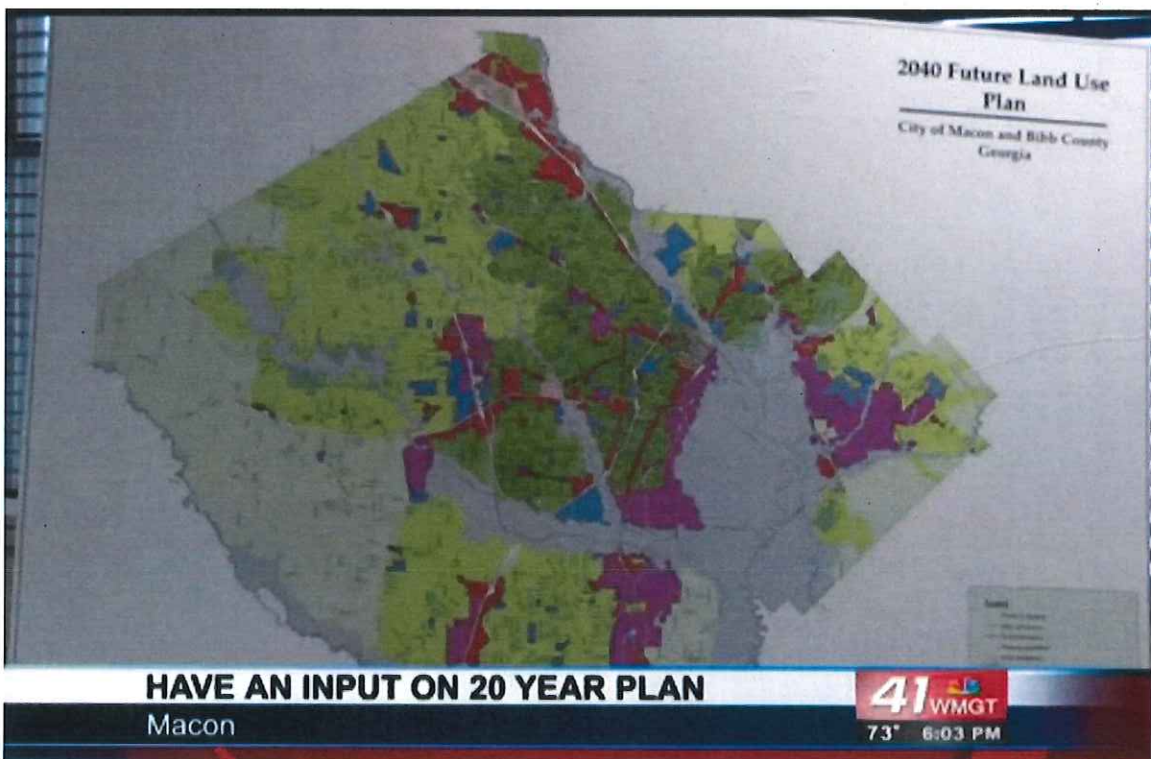 2040 Future Land Use
Plan
City of Macon and Bibb County
Georgia
HAVE AN INPUT ON 20 YEAR PLAN
Macon
41 WMGT
73° 6:03 PM